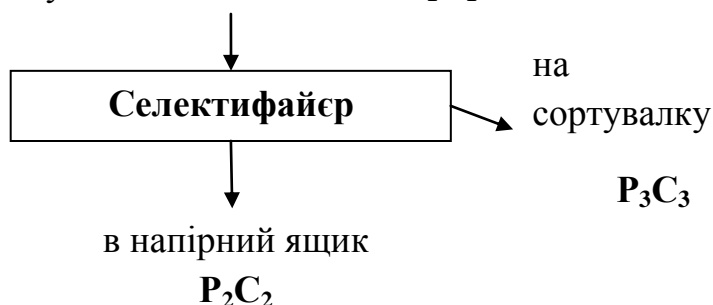 Селектифайєр
на
сортувалку
P₃C₃
в напірний ящик
P₂C₂